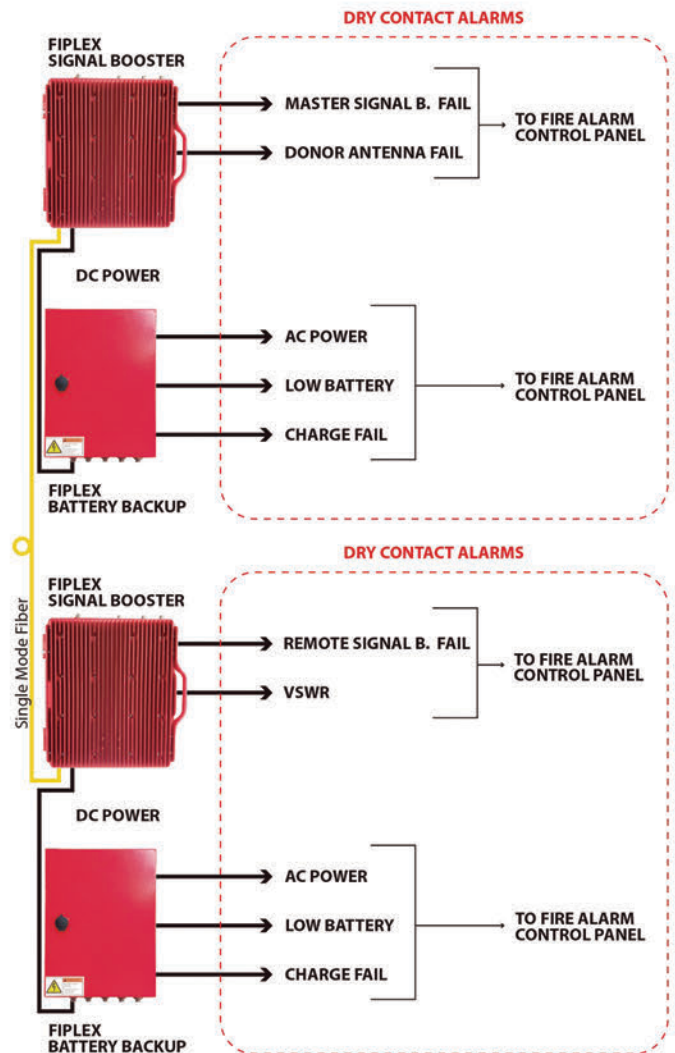 DRY CONTACT ALARMS
FIPLEX
SIGNAL BOOSTER
MASTER SIGNAL B. FAIL
TO FIRE ALARM
CONTROL PANEL
DONOR ANTENNA FAIL
DC POWER
AC POWER
LOW BATTERY
TO FIRE ALARM
CONTROL PANEL
CHARGE FAIL
FIPLEX
BATTERY BACKUP
DRY CONTACT ALARMS
FIPLEX
SIGNAL BOOSTER
Single Mode Fiber
REMOTE SIGNAL B. FAIL
TO FIRE ALARM
CONTROL PANEL
VSWR
DC POWER
AC POWER
LOW BATTERY
TO FIRE ALARM
CONTROL PANEL
CHARGE FAIL
FIPLEX
BATTERY BACKUP